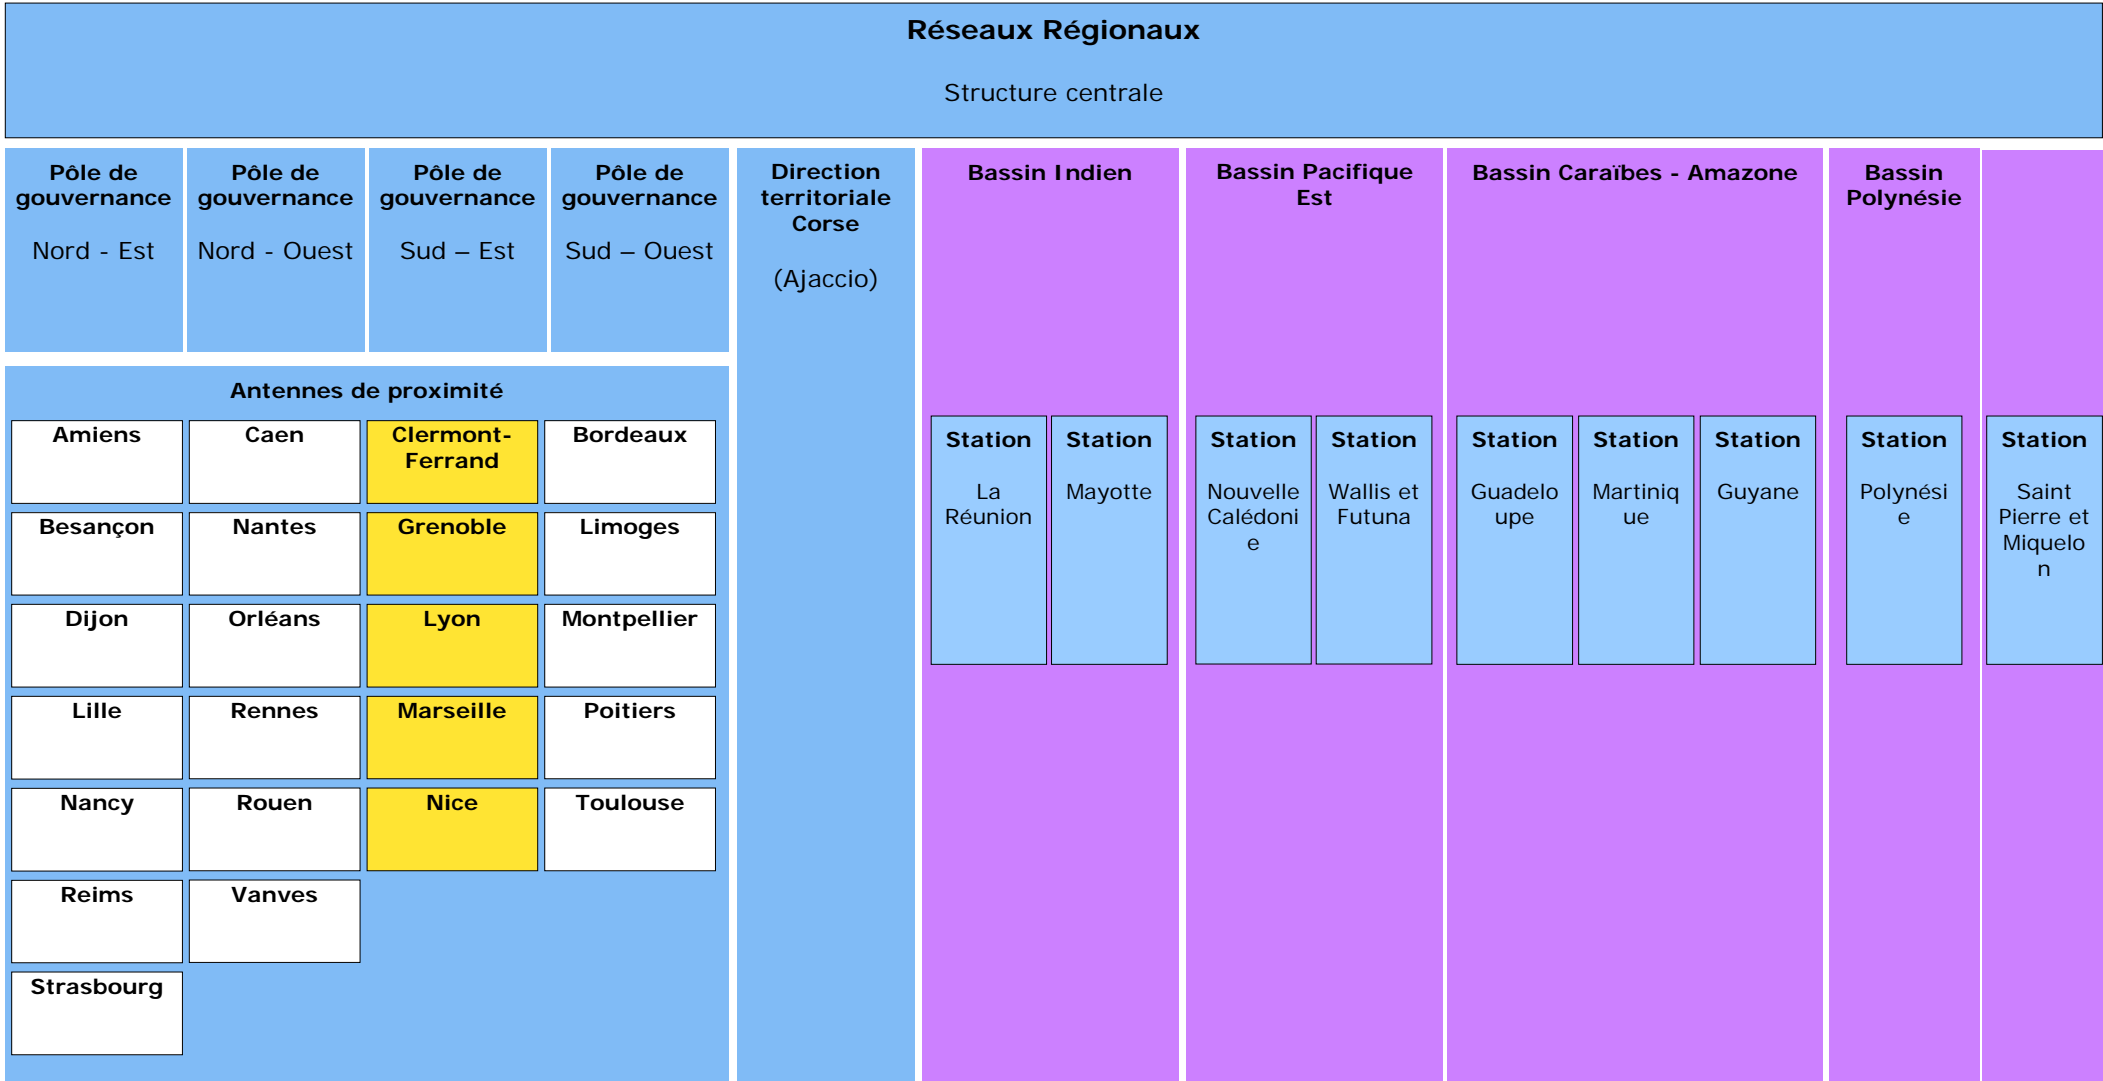 Réseaux Régionaux
Structure centrale
Pôle de
gouvernance
Nord - Est
Pôle de
gouvernance
Nord - Ouest
Pôle de
gouvernance
Sud – Est
Pôle de
gouvernance
Sud – Ouest
Direction
territoriale
Corse
(Ajaccio)
Bassin Indien
Bassin Pacifique
Est
Bassin Caraïbes - Amazone
Bassin
Polynésie
Antennes de proximité
Amiens
Caen
Clermont-
Ferrand
Bordeaux
Besançon
Nantes
Grenoble
Limoges
Dijon
Orléans
Lyon
Montpellier
Lille
Rennes
Marseille
Poitiers
Nancy
Rouen
Nice
Toulouse
Reims
Vanves
Strasbourg
Station
La
Réunion
Station
Mayotte
Station
Nouvelle
Calédoni
e
Station
Wallis et
Futuna
Station
Guadelo
upe
Station
Martiniq
ue
Station
Guyane
Station
Polynési
e
Station
Saint
Pierre et
Miquelo
n